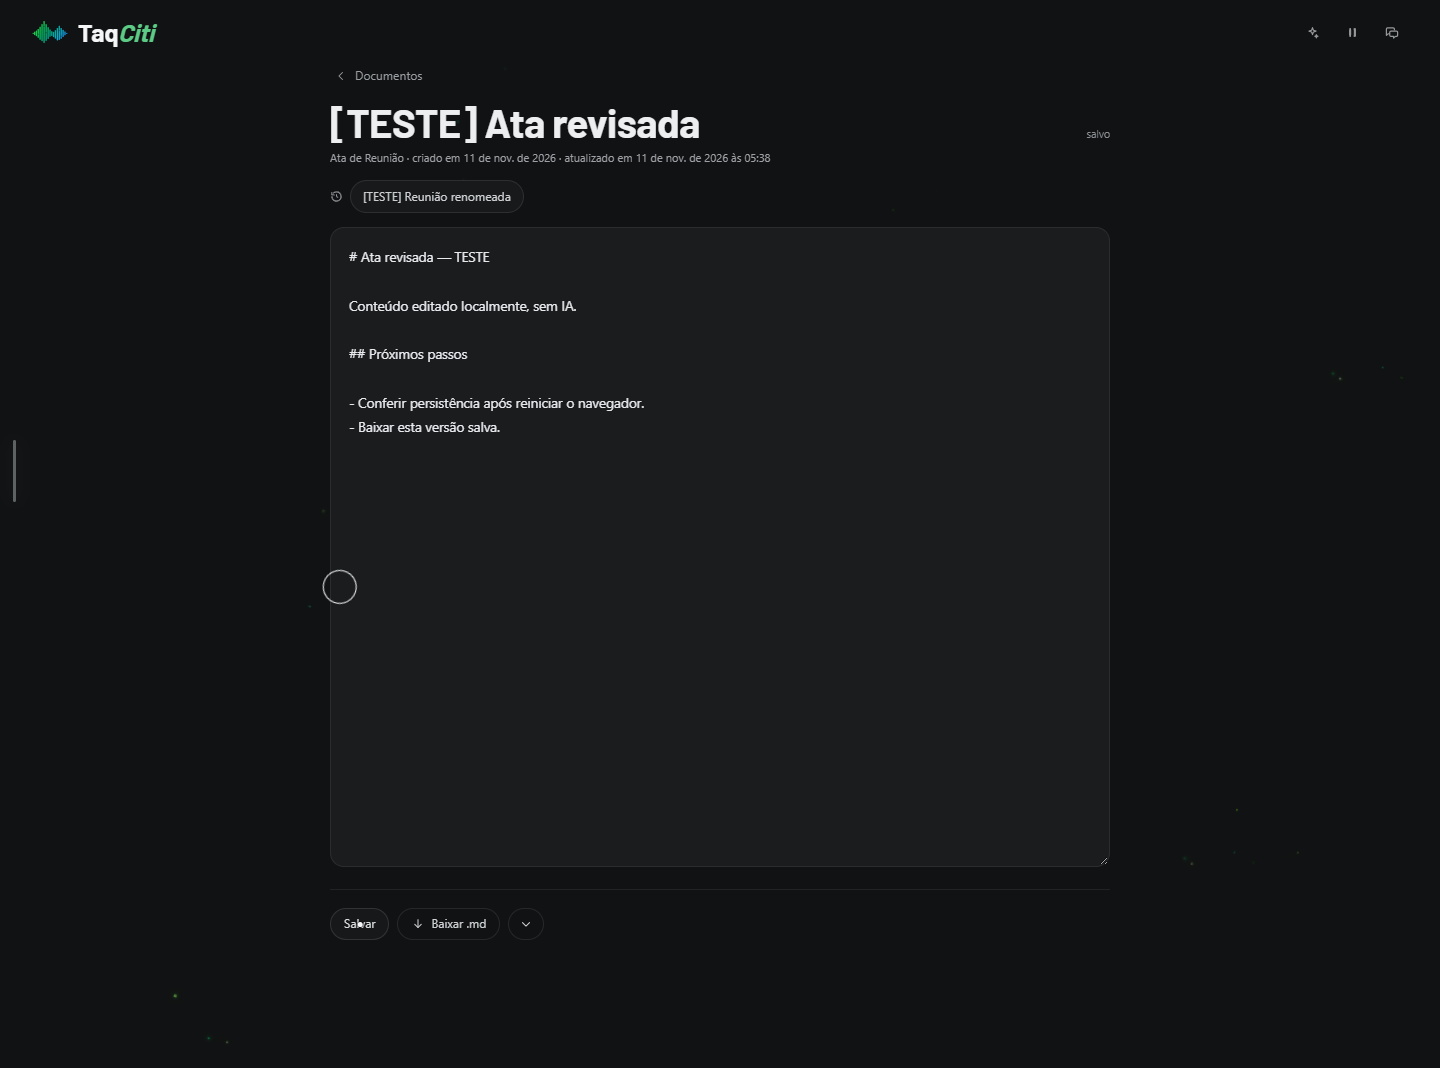 TaqCiti
Documentos
[TESTE] Ata revisada
salvo
Ata de Reunião · criado em 11 de nov. de 2026 · atualizado em 11 de nov. de 2026 às 05:38
[TESTE] Reunião renomeada
# Ata revisada — TESTE
Conteúdo editado localmente, sem IA.
## Próximos passos
- Conferir persistência após reiniciar o navegador.
- Baixar esta versão salva.
Salvar
Baixar .md